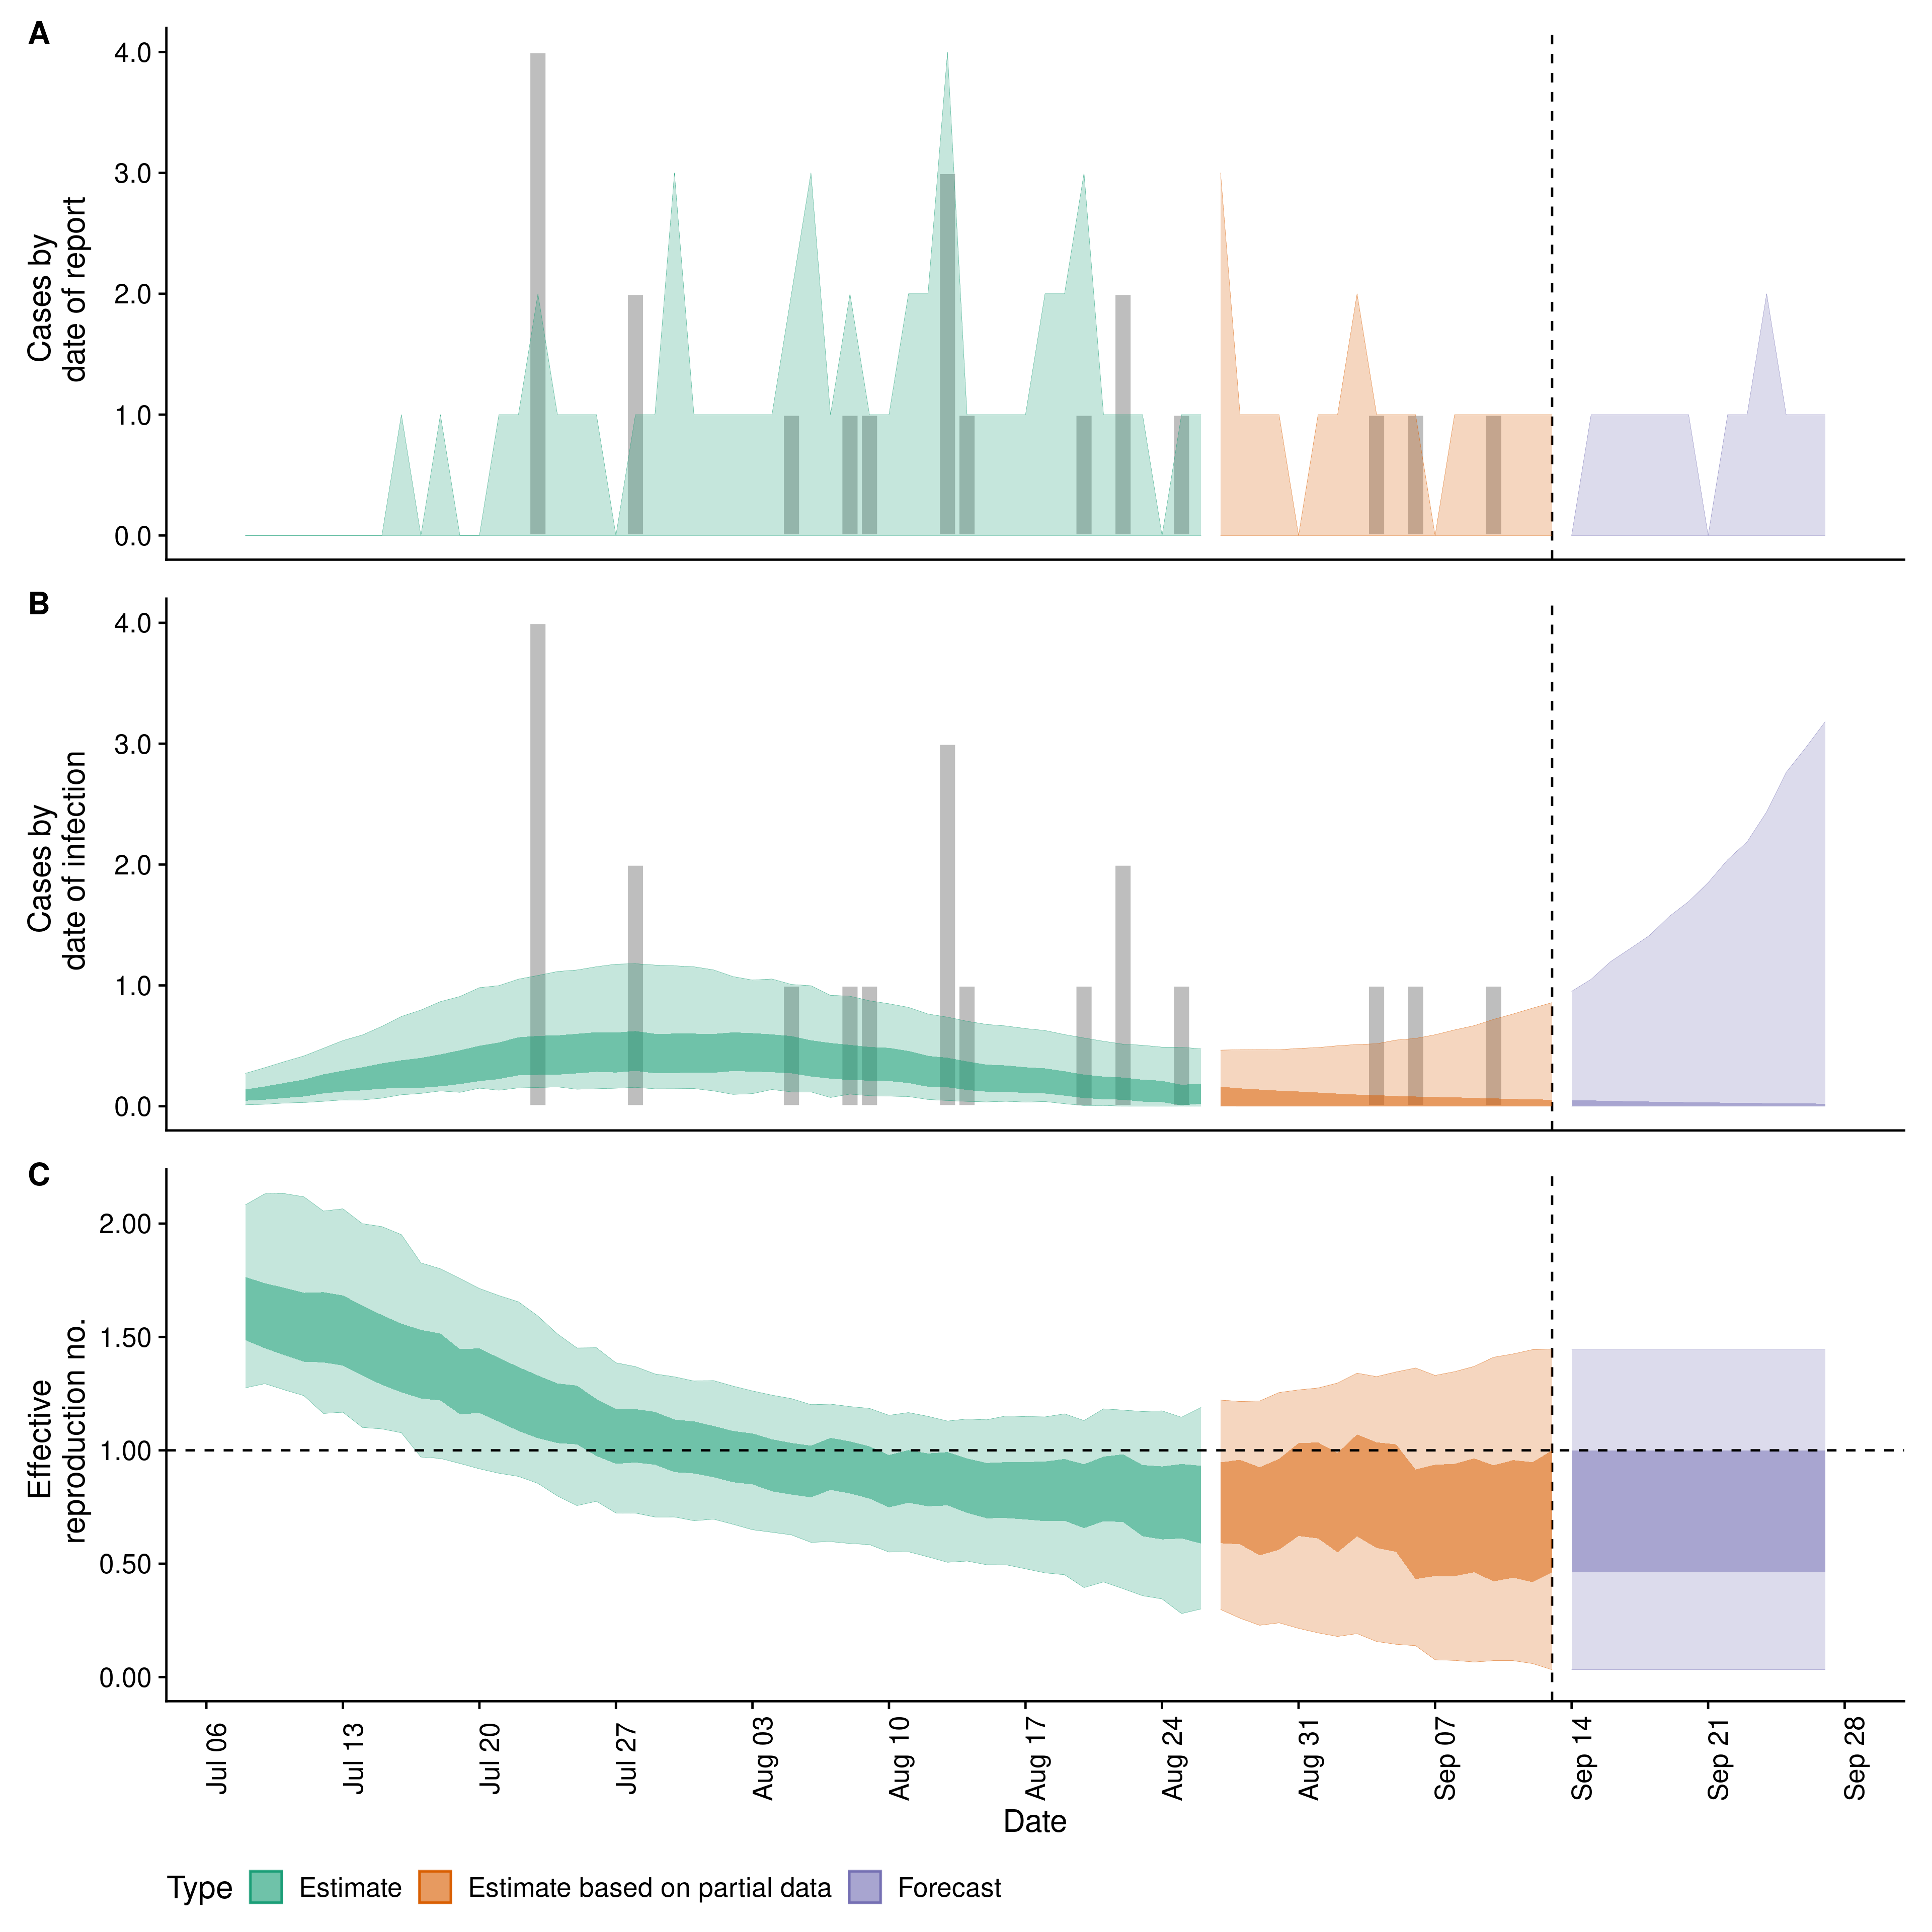 A
4.0
3.0
2.0
1.0
0.0
Cases by
date of report
B
4.0
3.0
2.0
1.0
0.0
Cases by
date of infection
C
2.00
1.50
1.00
0.50
0.00
Effective
reproduction no.
Jul 06
Jul 13
Jul 20
Jul 27
Aug 03
Aug 10
Aug 17
Aug 24
Aug 31
Sep 07
Sep 14
Sep 21
Sep 28
Date
Type
Estimate
Estimate based on partial data
Forecast